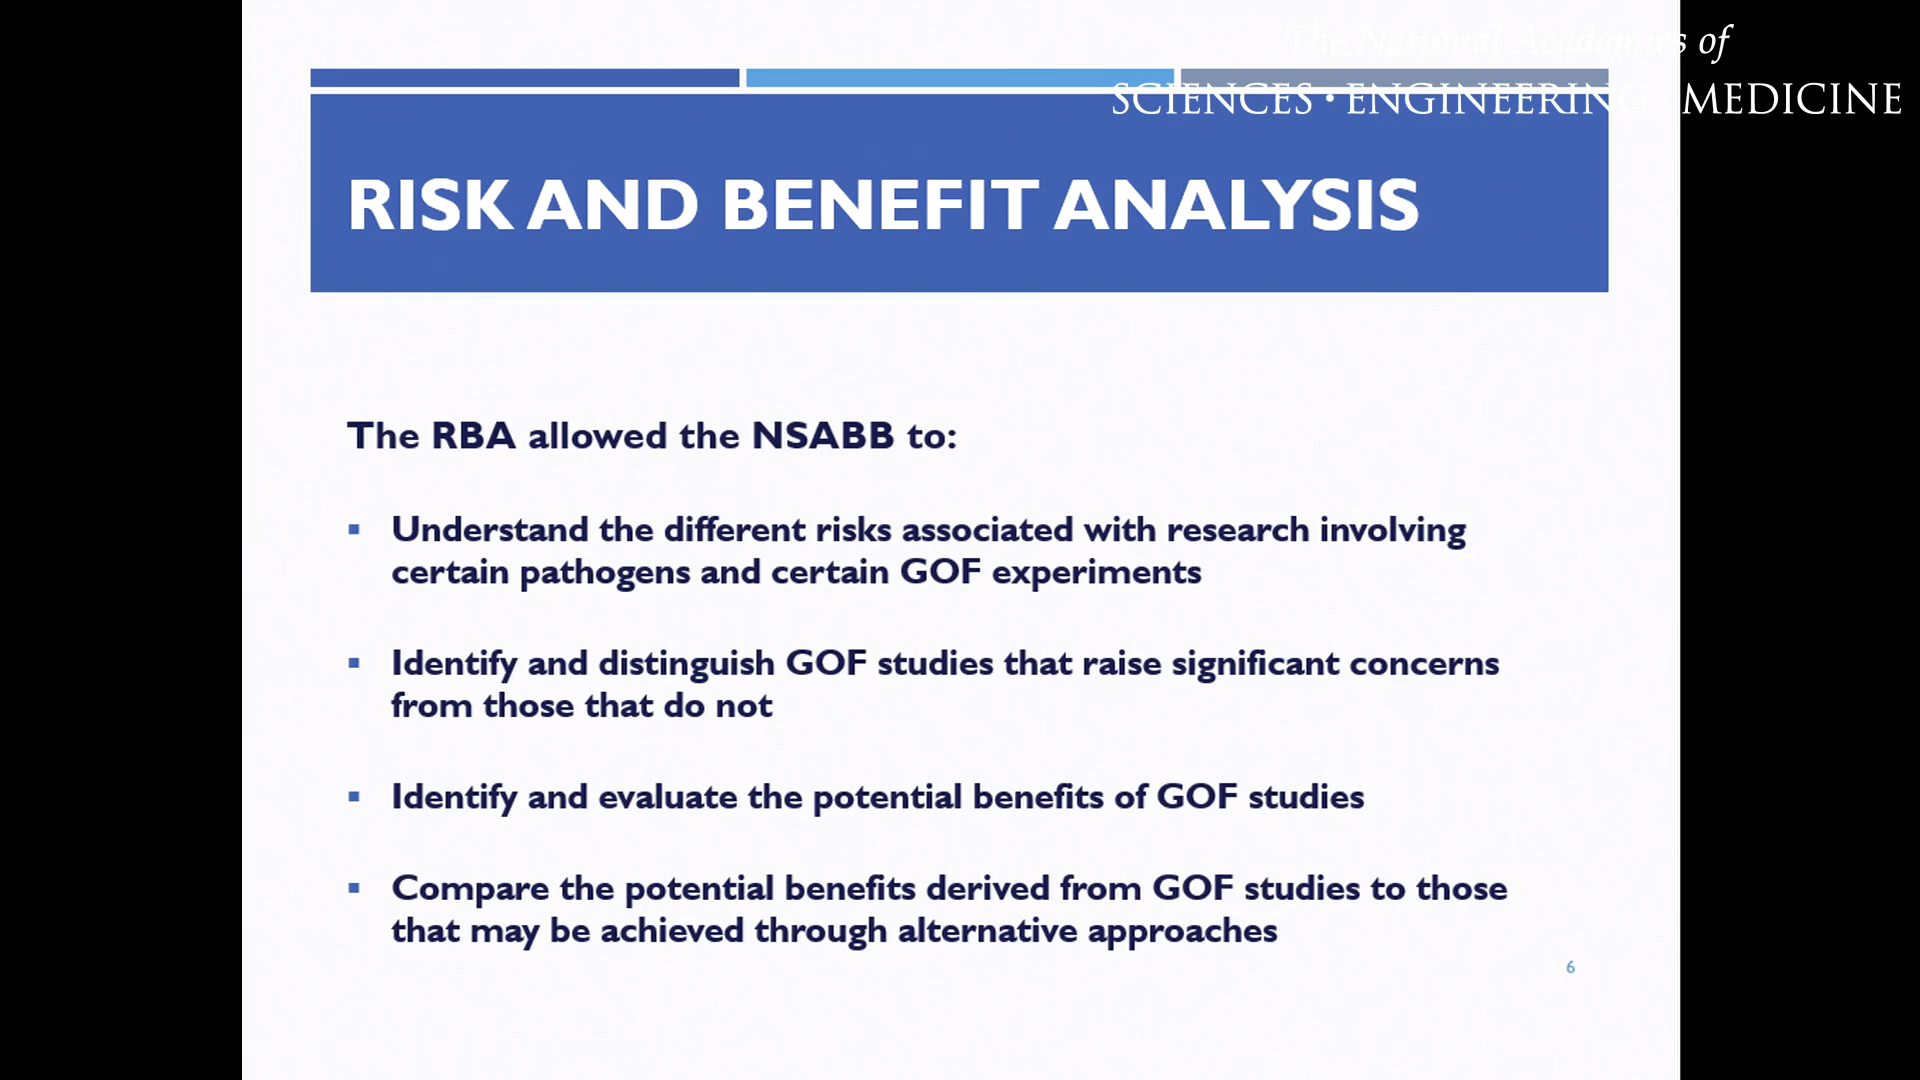 The National Academies of
SCIENCES • ENGINEERING • MEDICINE
RISK AND BENEFIT ANALYSIS
The RBA allowed the NSABB to:
▪ Understand the different risks associated with research involving
certain pathogens and certain GOF experiments
▪ Identify and distinguish GOF studies that raise significant concerns
from those that do not
▪ Identify and evaluate the potential benefits of GOF studies
▪ Compare the potential benefits derived from GOF studies to those
that may be achieved through alternative approaches
6